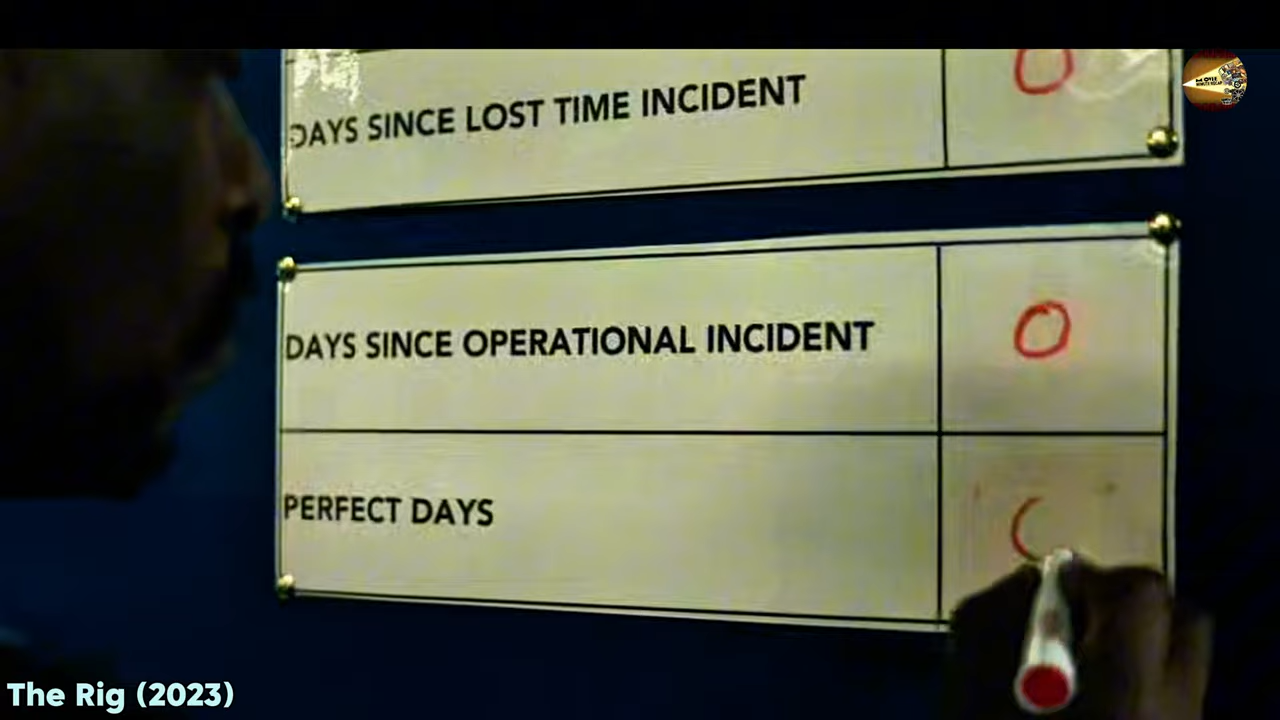 DAYS SINCE LOST TIME INCIDENT 0
DAYS SINCE OPERATIONAL INCIDENT 0
PERFECT DAYS
The Rig (2023)